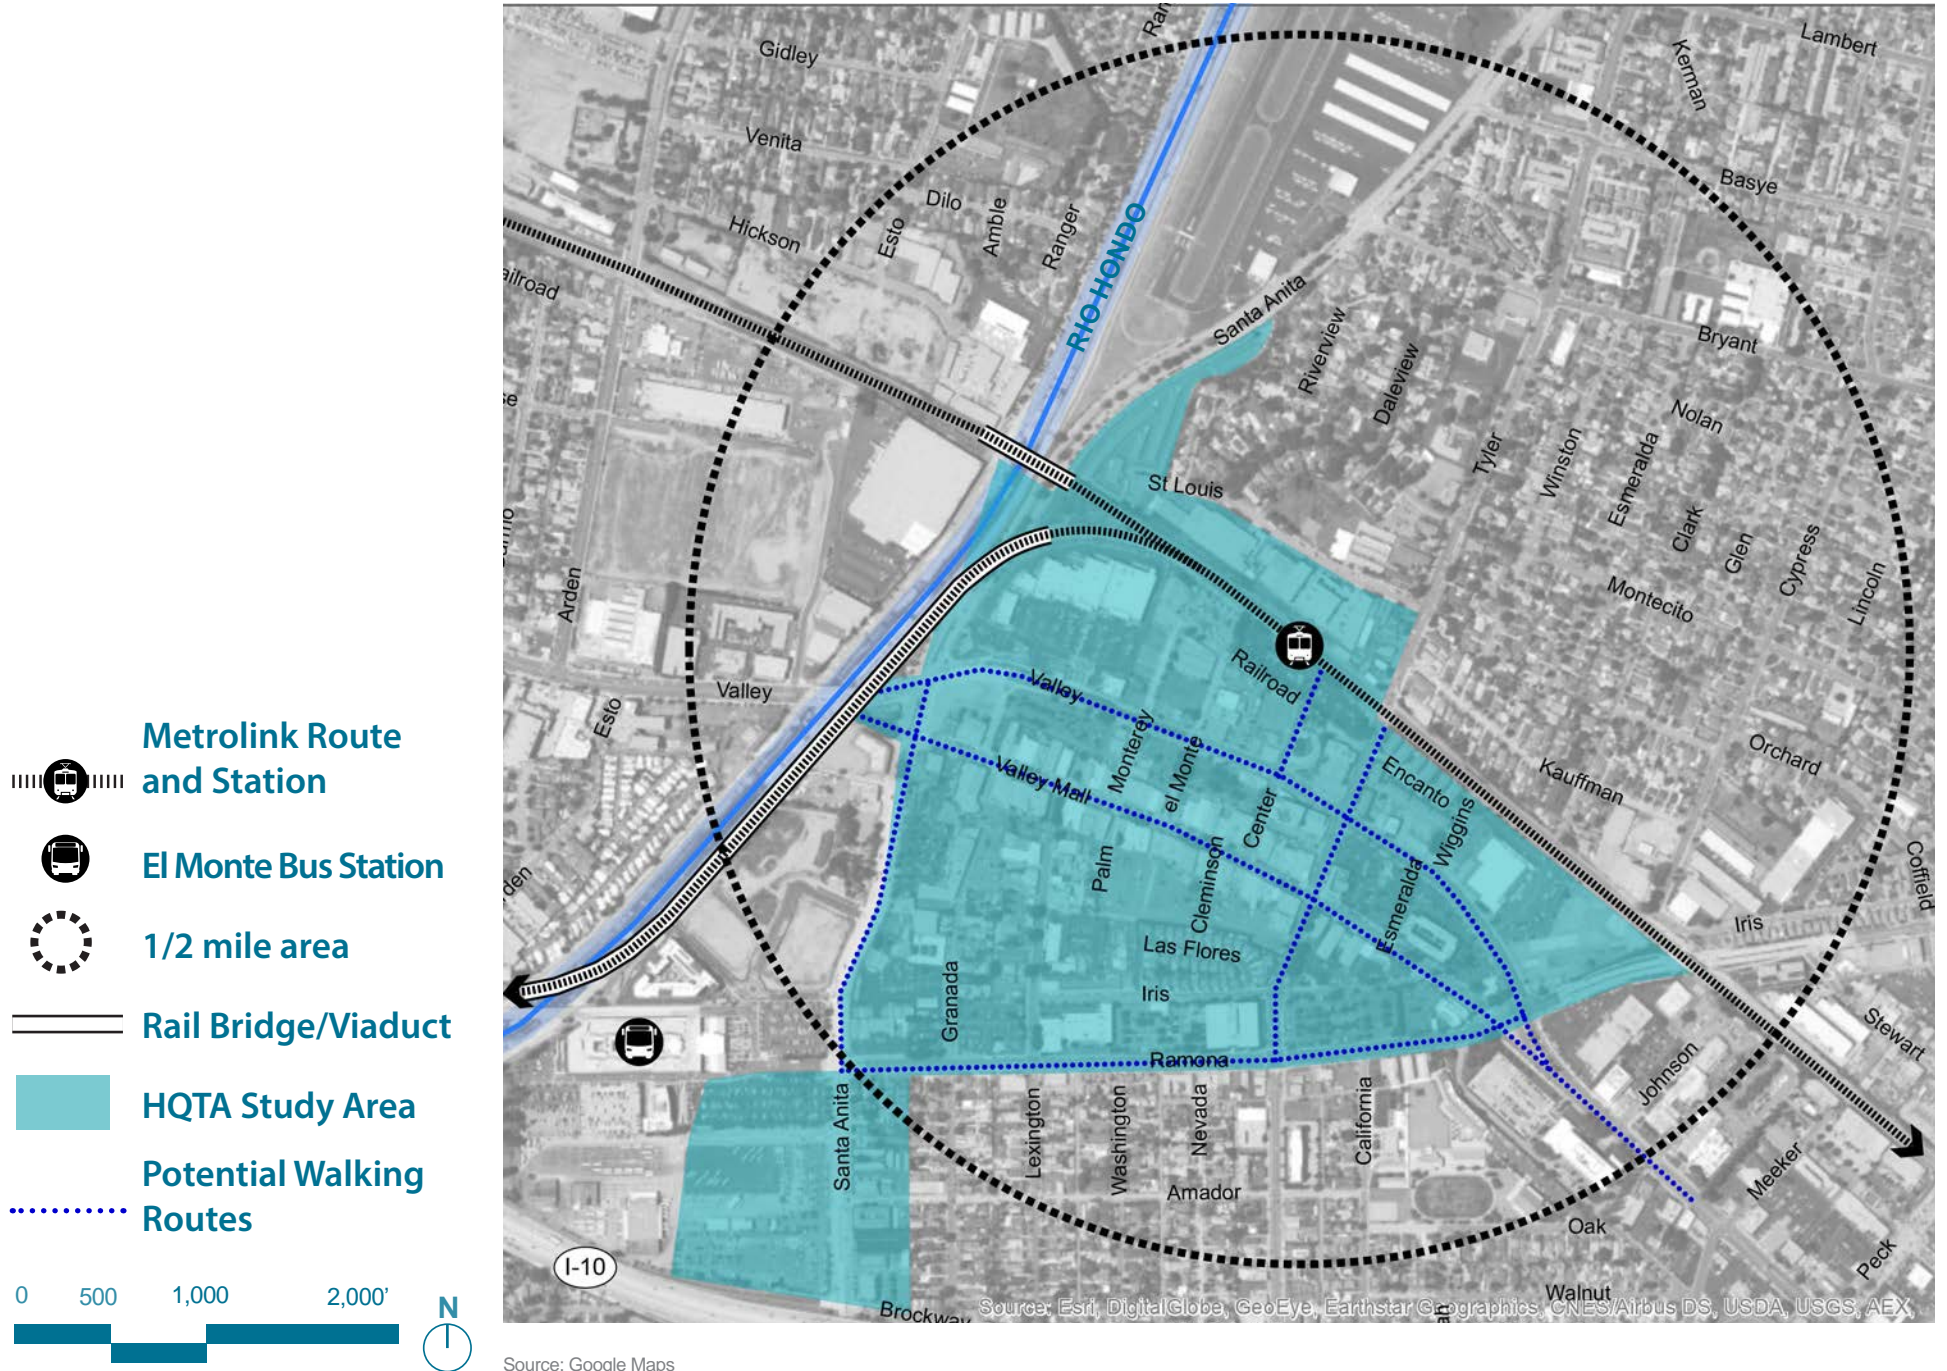 Metrolink Route
and Station
El Monte Bus Station
1/2 mile area
Rail Bridge/Viaduct
HQTA Study Area
Potential Walking
Routes
0 500 1,000 2,000'
N
Gidley
Lambert
Kerman
Venita
Basye
Dilo
Amble
Ranger
Esto
Hickson
RIO HONDO
ailroad
Santa Anita
Riverview
Daleview
Bryant
Nolan
Tyler
Winston
Esmeralda
Clark
Glen
Cypress
Lincoln
St Louis
Montecito
Arden
Valley
Esto
Railroad
Valley
Monterey
el Monte
Valley Mall
Center
Encanto
Wiggins
Kauffman
Orchard
Palm
Cleminson
Esmeralda
Coffield
den
Las Flores
Iris
Iris
Granada
Ramona
Stewart
Johnson
Santa Anita
Lexington
Washington
Nevada
California
Amador
Meeker
Oak
Peck
I-10
Walnut
Brockway
Source: Esri, DigitalGlobe, GeoEye, Earthstar Geographics, CNES/Airbus DS, USDA, USGS, AEX,
Source: Google Maps